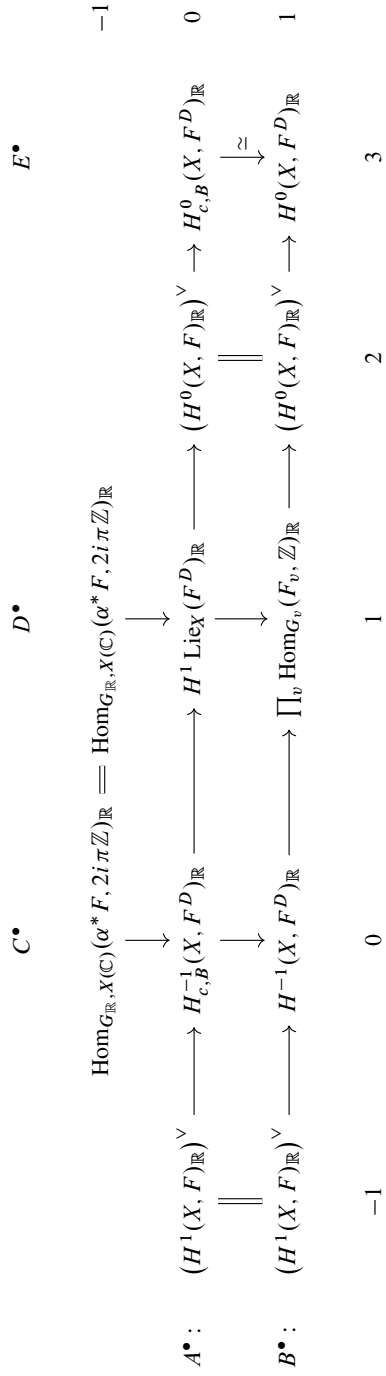 C^• D^• E^•
Hom_{G_ℝ,X(ℂ)}(α^*F, 2iπℤ)_ℝ = Hom_{G_ℝ,X(ℂ)}(α^*F, 2iπℤ)_ℝ −1
A^• : (H^1(X, F)_ℝ)^∨ ⟶ H^{-1}_{c,B}(X, F^D)_ℝ ⟶ H^1 Lie_X(F^D)_ℝ ⟶ (H^0(X, F)_ℝ)^∨ → H^0_{c,B}(X, F^D)_ℝ 0
≃
B^• : (H^1(X, F)_ℝ)^∨ ⟶ H^{-1}(X, F^D)_ℝ ⟶ ∏_v Hom_{G_v}(F_v, ℤ)_ℝ ⟶ (H^0(X, F)_ℝ)^∨ → H^0(X, F^D)_ℝ 1
−1 0 1 2 3